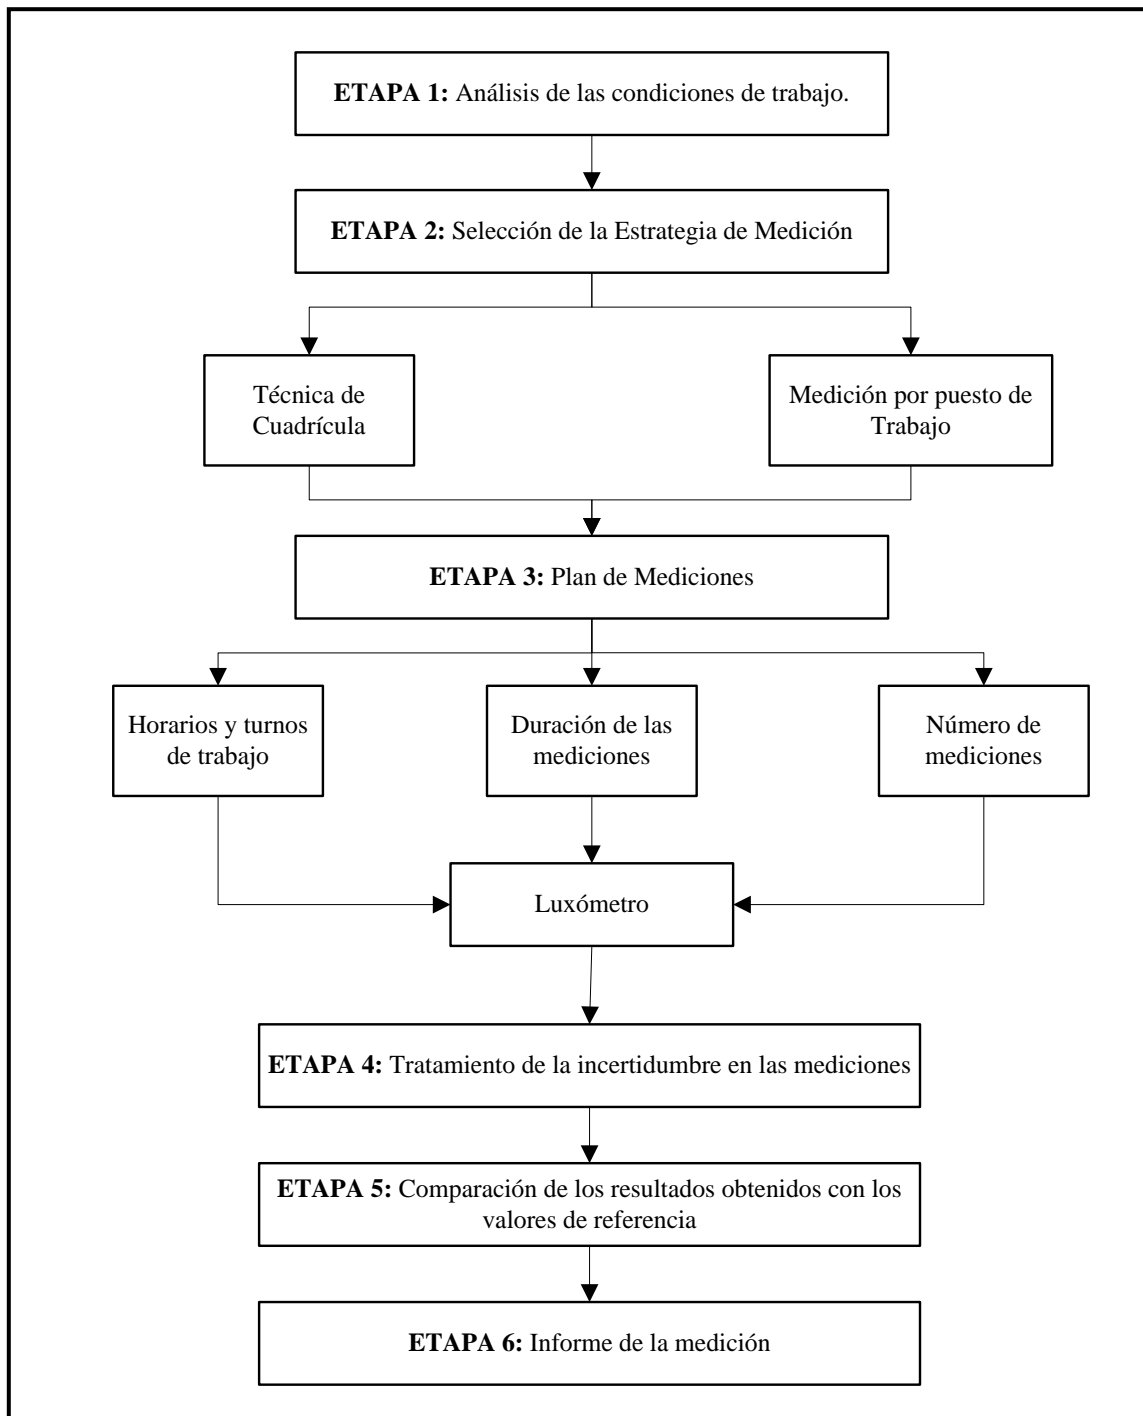 ETAPA 1: Análisis de las condiciones de trabajo.
ETAPA 2: Selección de la Estrategia de Medición
Técnica de
Cuadrícula
Medición por puesto de
Trabajo
ETAPA 3: Plan de Mediciones
Horarios y turnos
de trabajo
Duración de las
mediciones
Número de
mediciones
Luxómetro
ETAPA 4: Tratamiento de la incertidumbre en las mediciones
ETAPA 5: Comparación de los resultados obtenidos con los
valores de referencia
ETAPA 6: Informe de la medición